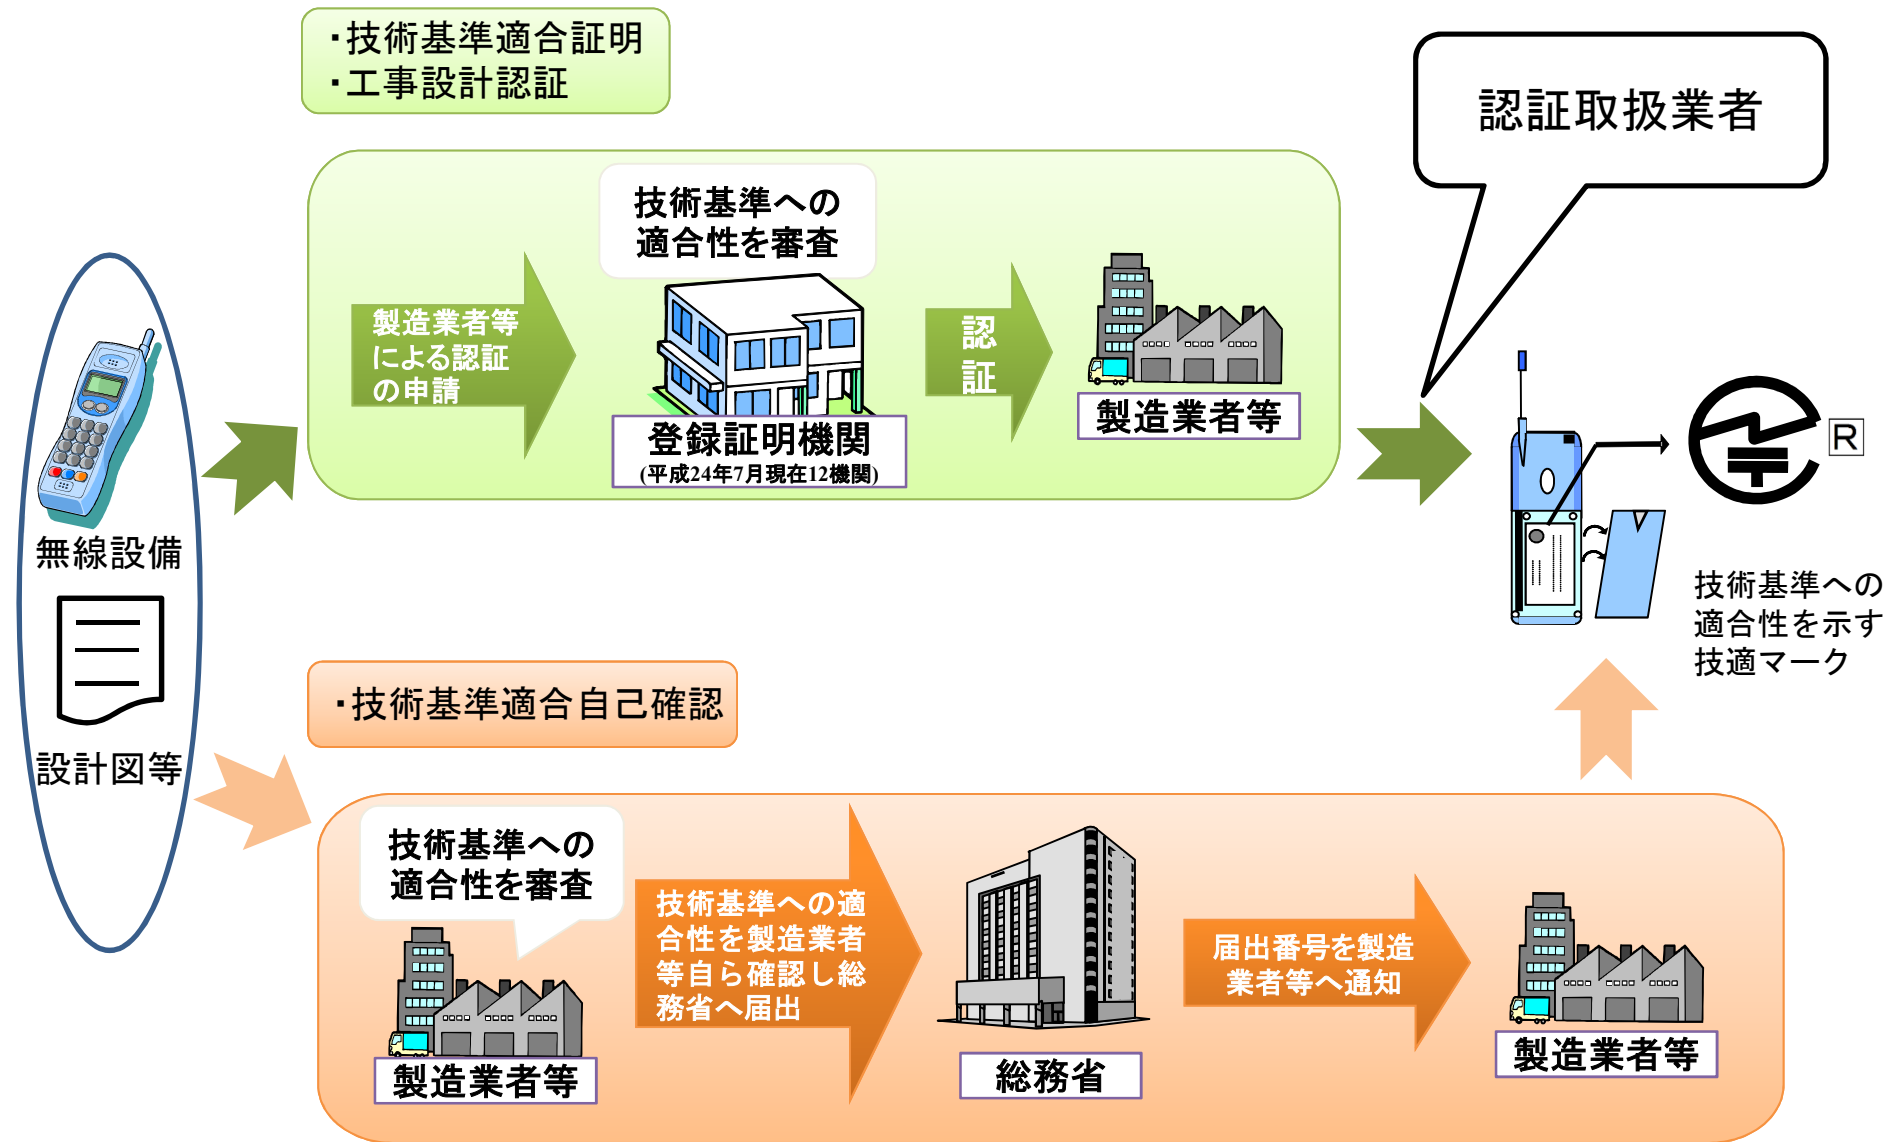 ・技術基準適合証明
・工事設計認証
認証取扱業者
技術基準への
適合性を審査
製造業者等
による認証
の申請
登録証明機関
(平成24年7月現在12機関)
認
証
製造業者等
無線設備
設計図等
R
技術基準への
適合性を示す
技適マーク
・技術基準適合自己確認
技術基準への
適合性を審査
製造業者等
技術基準への適
合性を製造業者
等自ら確認し総
務省へ届出
総務省
届出番号を製造
業者等へ通知
製造業者等